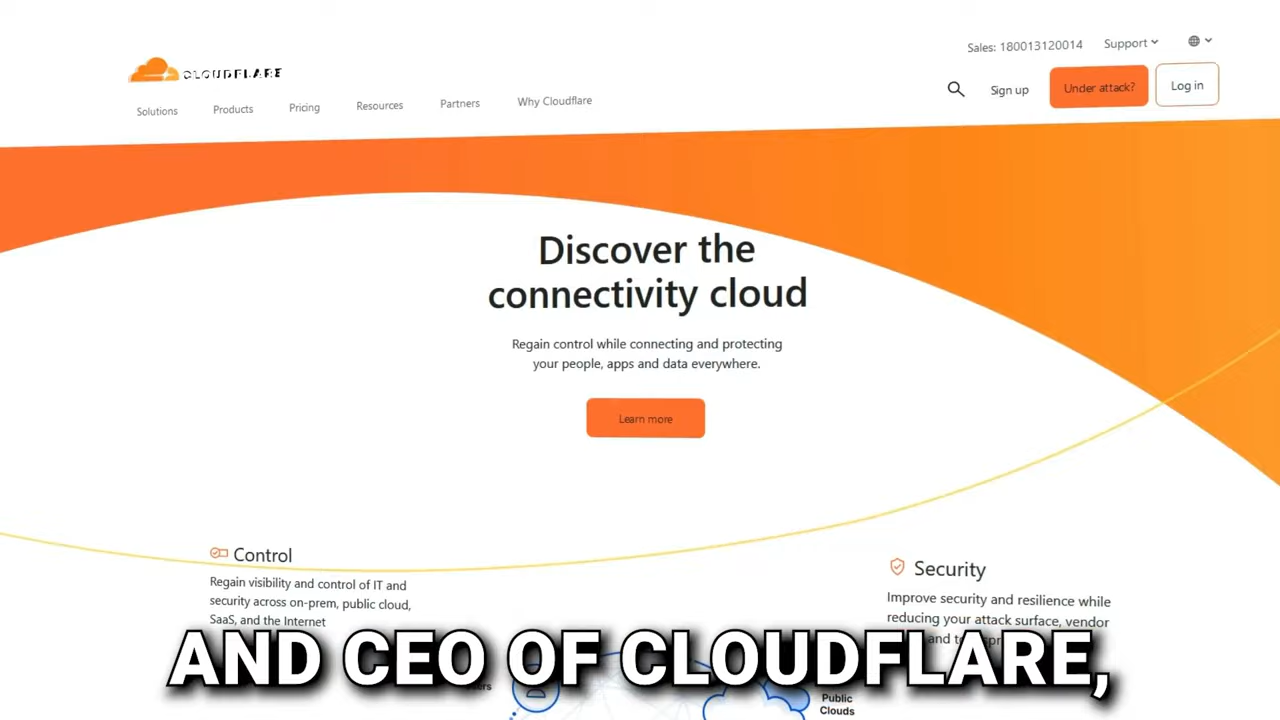 Sales: 180013120014 Support
CLOUDFLARE
Sign up Under attack? Log in
Solutions Products Pricing Resources Partners Why Cloudflare
Discover the
connectivity cloud
Regain control while connecting and protecting
your people, apps and data everywhere.
Learn more
Control
Regain visibility and control of IT and
security across on-prem, public cloud,
SaaS, and the Internet
Security
Improve security and resilience while
reducing your attack surface, vendor
and
AND CEO OF CLOUDFLARE,
Public
Clouds